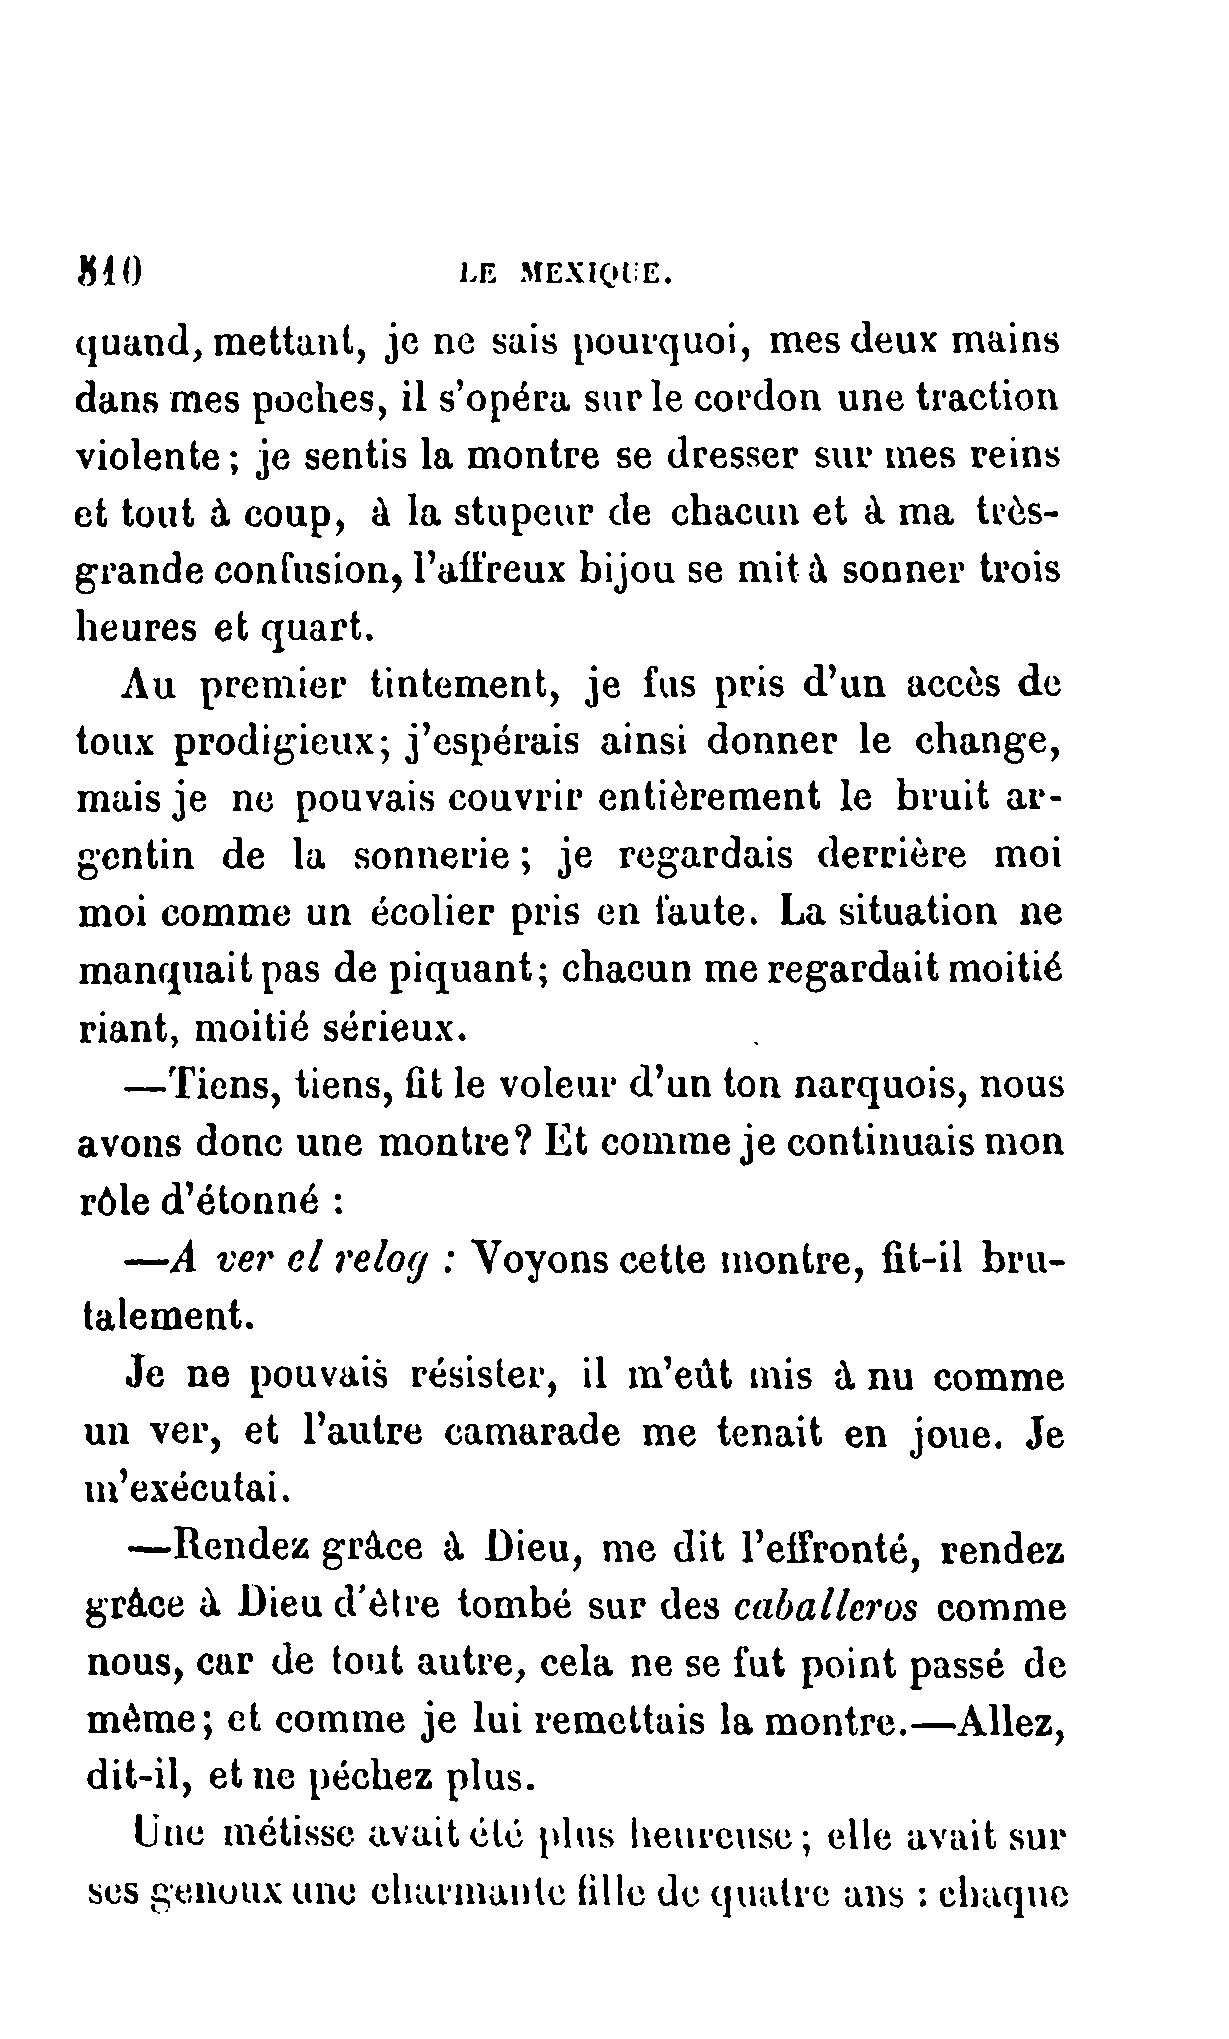 510 LE MEXIQUE.
quand, mettant, je ne sais pourquoi, mes deux mains
dans mes poches, il s'opéra sur le cordon une traction
violente; je sentis la montre se dresser sur mes reins
et tout à coup, à la stupeur de chacun et à ma très-
grande confusion, l'affreux bijou se mit à sonner trois
heures et quart.
Au premier tintement, je fus pris d'un accès de
toux prodigieux; j'espérais ainsi donner le change,
mais je ne pouvais couvrir entièrement le bruit ar-
gentin de la sonnerie; je regardais derrière moi
moi comme un écolier pris en faute. La situation ne
manquait pas de piquant; chacun me regardait moitié
riant, moitié sérieux.
—Tiens, tiens, fit le voleur d'un ton narquois, nous
avons donc une montre? Et comme je continuais mon
rôle d'étonné :
—A ver el relog : Voyons cette montre, fit-il bru-
talement.
Je ne pouvais résister, il m'eût mis à nu comme
un ver, et l'autre camarade me tenait en joue. Je
m'exécutai.
—Rendez grâce à Dieu, me dit l'effronté, rendez
grâce à Dieu d'être tombé sur des caballeros comme
nous, car de tout autre, cela ne se fut point passé de
même; et comme je lui remettais la montre.—Allez,
dit-il, et ne péchez plus.
Une métisse avait été plus heureuse; elle avait sur
ses genoux une charmante fille de quatre ans : chaque